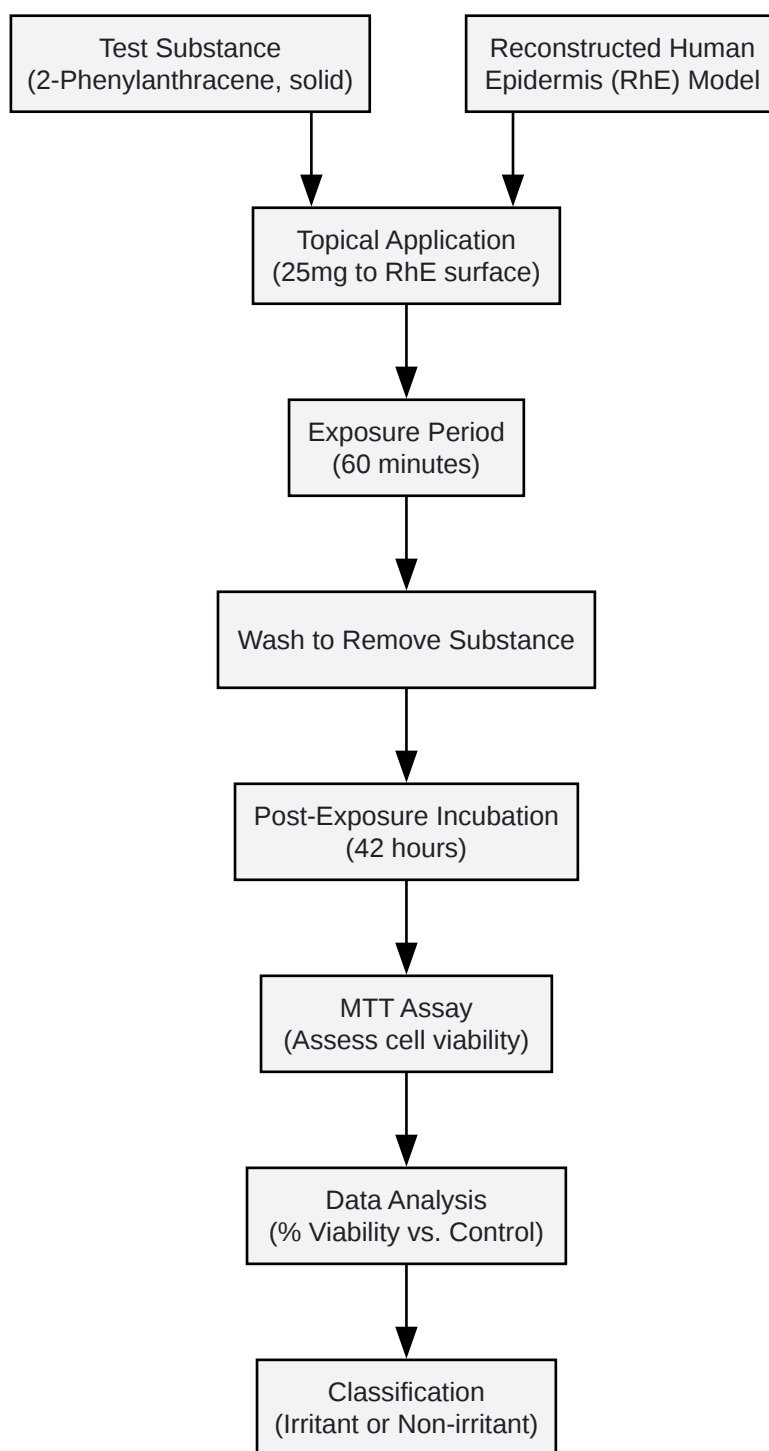 Test Substance
(2-Phenylanthracene, solid)
Reconstructed Human
Epidermis (RhE) Model
Topical Application
(25mg to RhE surface)
Exposure Period
(60 minutes)
Wash to Remove Substance
Post-Exposure Incubation
(42 hours)
MTT Assay
(Assess cell viability)
Data Analysis
(% Viability vs. Control)
Classification
(Irritant or Non-irritant)